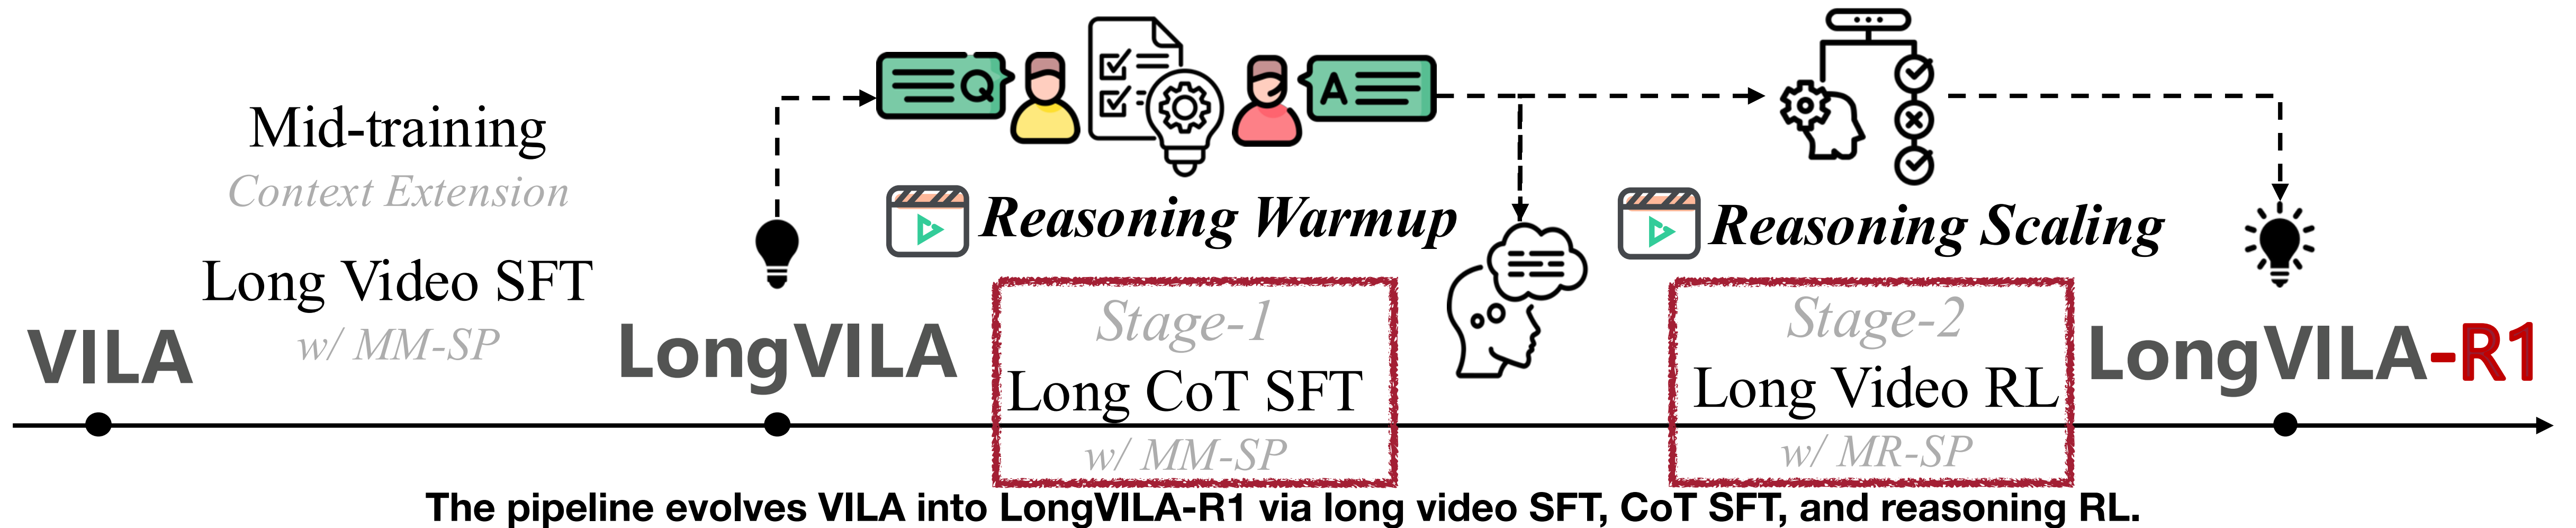 Mid-training
Context Extension
Long Video SFT
w/ MM-SP
VILA
LongVILA
Q
A
Reasoning Warmup
Stage-1
Long CoT SFT
w/ MM-SP
Reasoning Scaling
Stage-2
Long Video RL
w/ MR-SP
LongVILA-R1
The pipeline evolves VILA into LongVILA-R1 via long video SFT, CoT SFT, and reasoning RL.